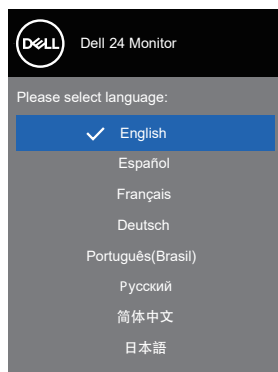 DELL Dell 24 Monitor
Please select language:
English
Español
Français
Deutsch
Português(Brasil)
Русский
简体中文
日本語